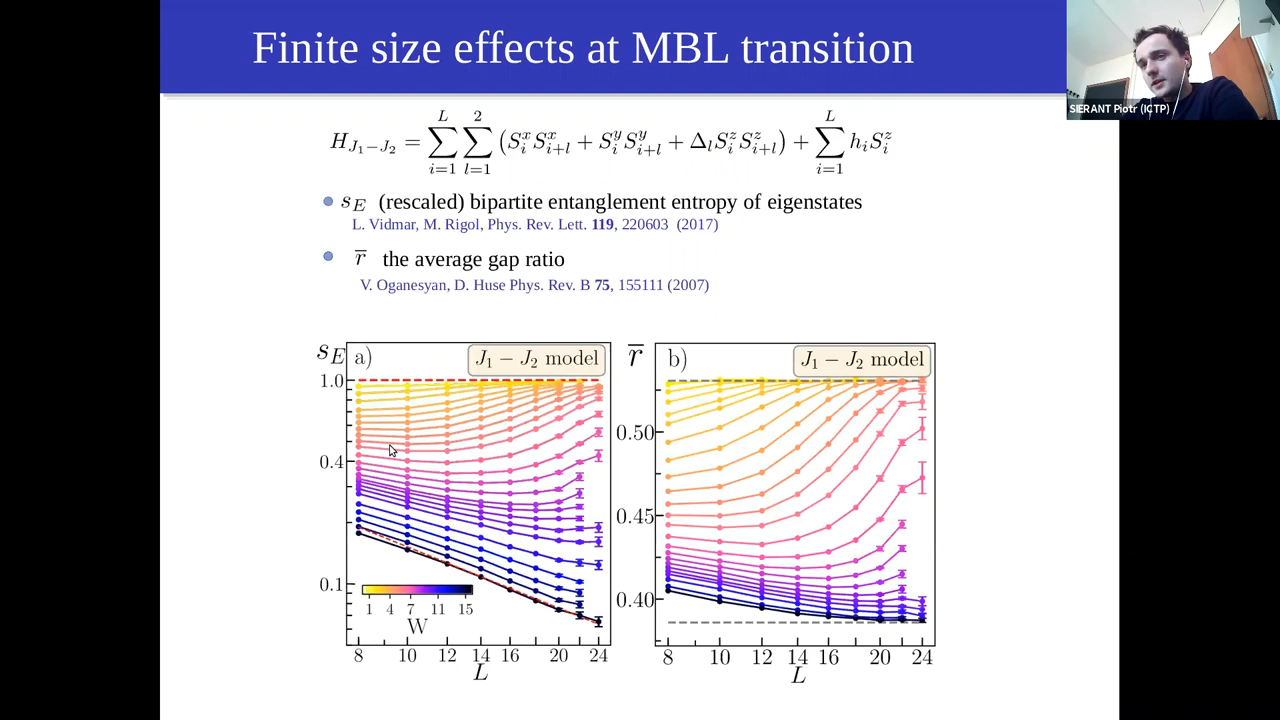 Finite size effects at MBL transition
SIERANT Piotr (ICTP)
H_{J_1-J_2} = \sum_{i=1}^{L} \sum_{l=1}^{2} (S_i^x S_{i+l}^x + S_i^y S_{i+l}^y + Δ_l S_i^z S_{i+l}^z) + \sum_{i=1}^{L} h_i S_i^z
s_E (rescaled) bipartite entanglement entropy of eigenstates
L. Vidmar, M. Rigol, Phys. Rev. Lett. 119, 220603 (2017)
r̅ the average gap ratio
V. Oganesyan, D. Huse Phys. Rev. B 75, 155111 (2007)
s_E a) J_1 − J_2 model
1.0
0.4
0.1
1 4 7 11 15
W
8 10 12 14 16 20 24
L
r̅ b) J_1 − J_2 model
0.50
0.45
0.40
8 10 12 14 16 20 24
L